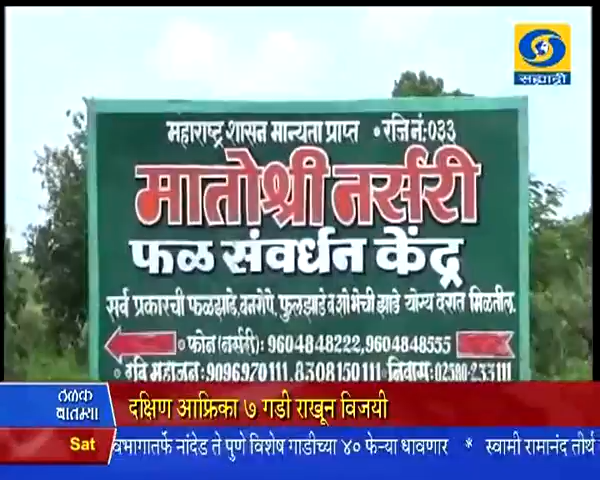 सह्याद्री
महाराष्ट्र शासन मान्यता प्राप्त • रजि नं.:033
मातोश्री नर्सरी
फळ संवर्धन केंद्र
सर्व प्रकारची फळझाडे, वनरोपे, फुलझाडे व शोभेची झाडे योग्य दरात मिळतील.
फोन (नर्सरी): 9604848222, 9604848555
रवि महाजन: 9096970111, 8308150111 निवास: 02580-233111
ठळक
बातम्या
दक्षिण आफ्रिका ७ गडी राखून विजयी
Sat
विभागातर्फे नांदेड ते पुणे विशेष गाडीच्या ४० फेऱ्या धावणार * स्वामी रामानंद तीर्थ